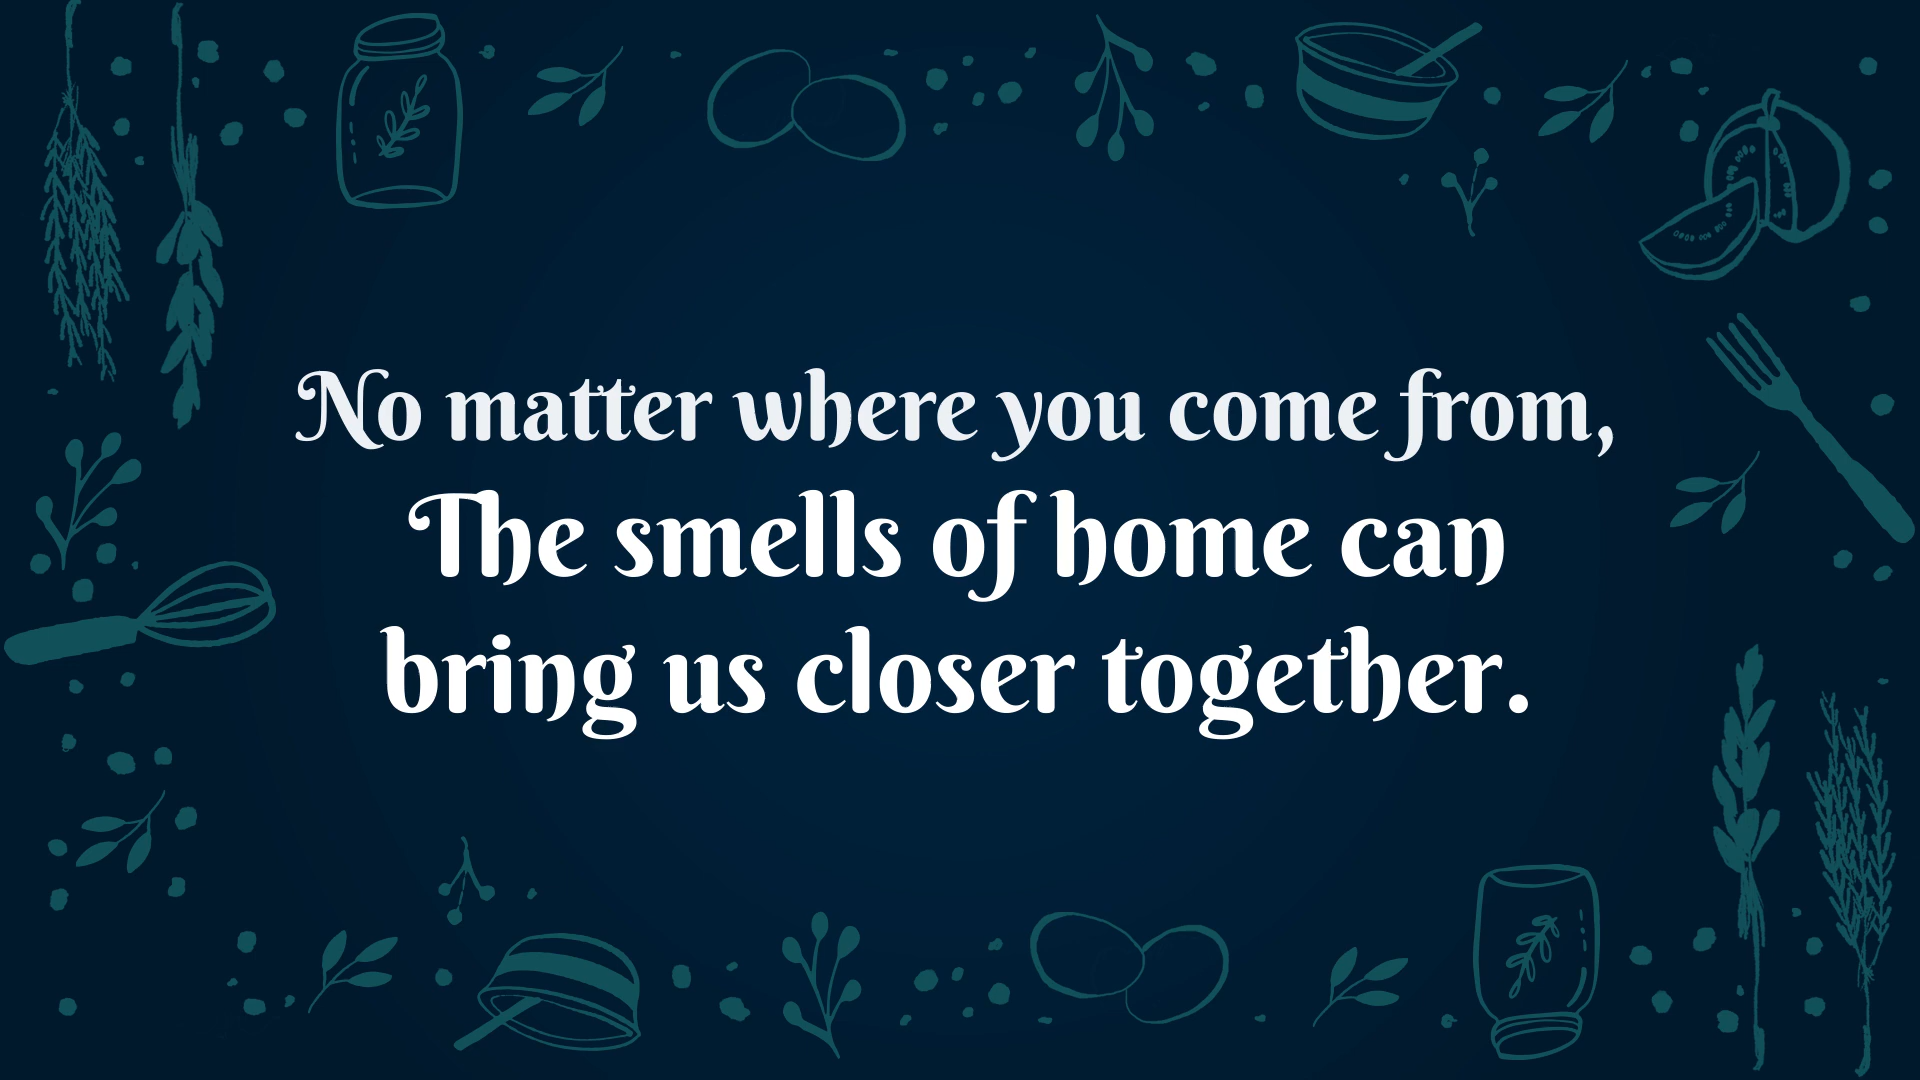 No matter where you come from,
The smells of home can
bring us closer together.